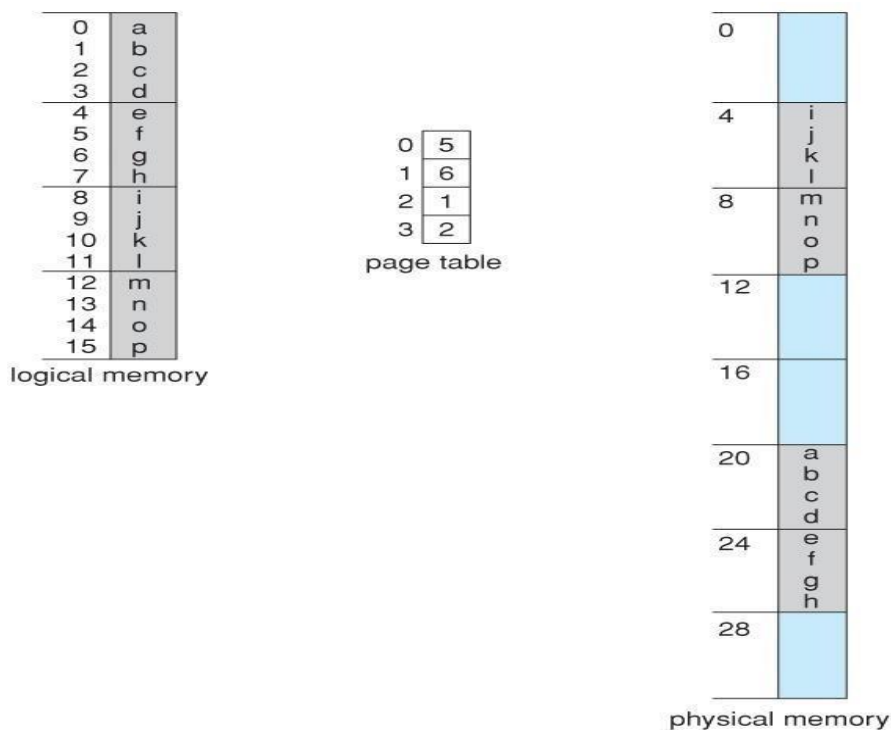 0 a
1 b
2 c
3 d
4 e
5 f
6 g
7 h
8 i
9 j
10 k
11 l
12 m
13 n
14 o
15 p
logical memory
0 5
1 6
2 1
3 2
page table
0
4 i
j
k
l
8 m
n
o
p
12
16
20 a
b
c
d
24 e
f
g
h
28
physical memory